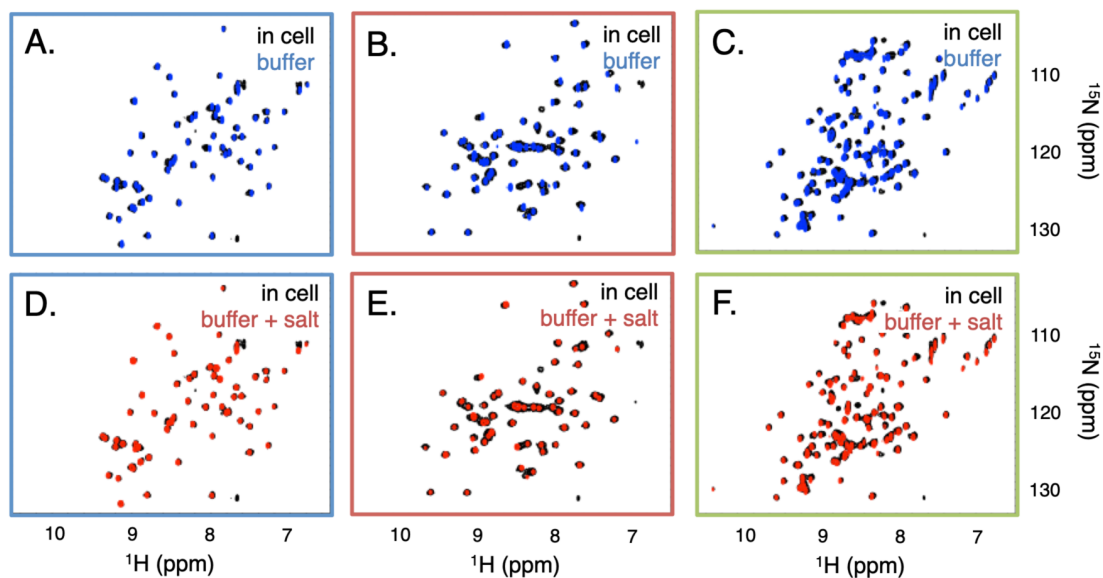 A.
in cell
buffer
B.
in cell
buffer
C.
in cell
buffer
110
120
130
¹⁵N (ppm)
D.
in cell
buffer + salt
E.
in cell
buffer + salt
F.
in cell
buffer + salt
110
120
130
¹⁵N (ppm)
10 9 8 7
¹H (ppm)
10 9 8 7
¹H (ppm)
10 9 8 7
¹H (ppm)